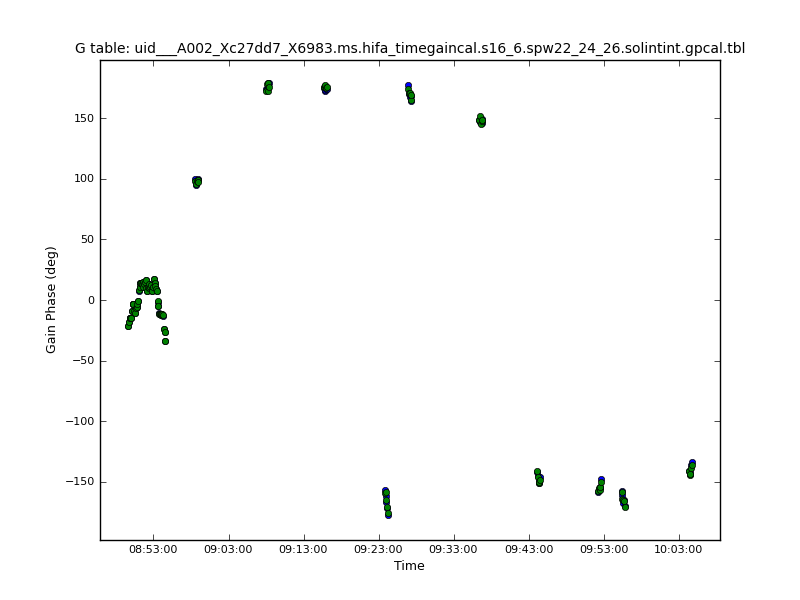 G table: uid___A002_Xc27dd7_X6983.ms.hifa_timegaincal.s16_6.spw22_24_26.solintint.gpcal.tbl
150
100
50
0
−50
−100
−150
Gain Phase (deg)
08:53:00 09:03:00 09:13:00 09:23:00 09:33:00 09:43:00 09:53:00 10:03:00
Time